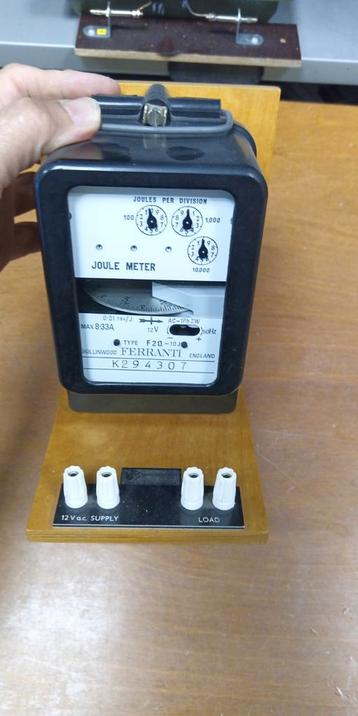 JOULES PER DIVISION
100 1,000
10,000
JOULE METER
MAX.8·33A 12V
TYPE F2Ω
HOLLINWOOD FERRANTI ENGLAND
K294307
12 V a.c. SUPPLY LOAD